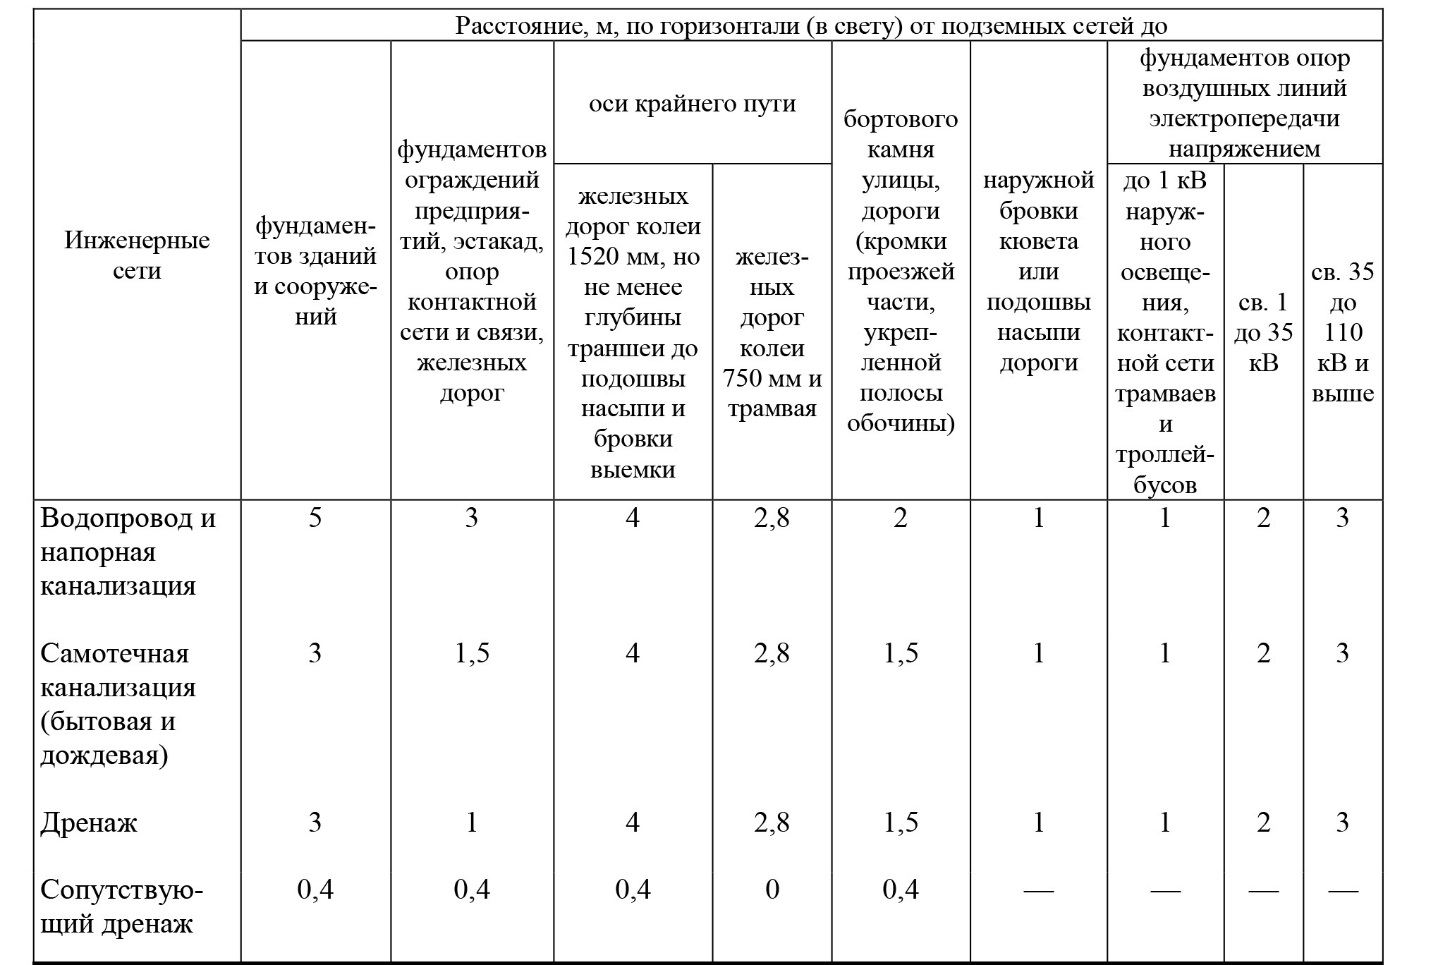 Расстояние, м, по горизонтали (в свету) от подземных сетей до
Инженерные
сети
фундамен-
тов зданий
и сооруже-
ний
фундаментов
ограждений
предприя-
тий, эстакад,
опор
контактной
сети и связи,
железных
дорог
оси крайнего пути
железных
дорог колеи
1520 мм, но
не менее
глубины
траншеи до
подошвы
насыпи и
бровки
выемки
желез-
ных
дорог
колеи
750 мм и
трамвая
бортового
камня
улицы,
дороги
(кромки
проезжей
части,
укреп-
ленной
полосы
обочины)
наружной
бровки
кювета
или
подошвы
насыпи
дороги
фундаментов опор
воздушных линий
электропередачи
напряжением
до 1 кВ
наруж-
ного
освеще-
ния,
контакт-
ной сети
трамваев
и
троллей-
бусов
св. 1
до 35
кВ
св. 35
до
110
кВ и
выше
Водопровод и 5 3 4 2,8 2 1 1 2 3
напорная
канализация
Самотечная 3 1,5 4 2,8 1,5 1 1 2 3
канализация
(бытовая и
дождевая)
Дренаж 3 1 4 2,8 1,5 1 1 2 3
Сопутствую- 0,4 0,4 0,4 0 0,4 — — — —
щий дренаж